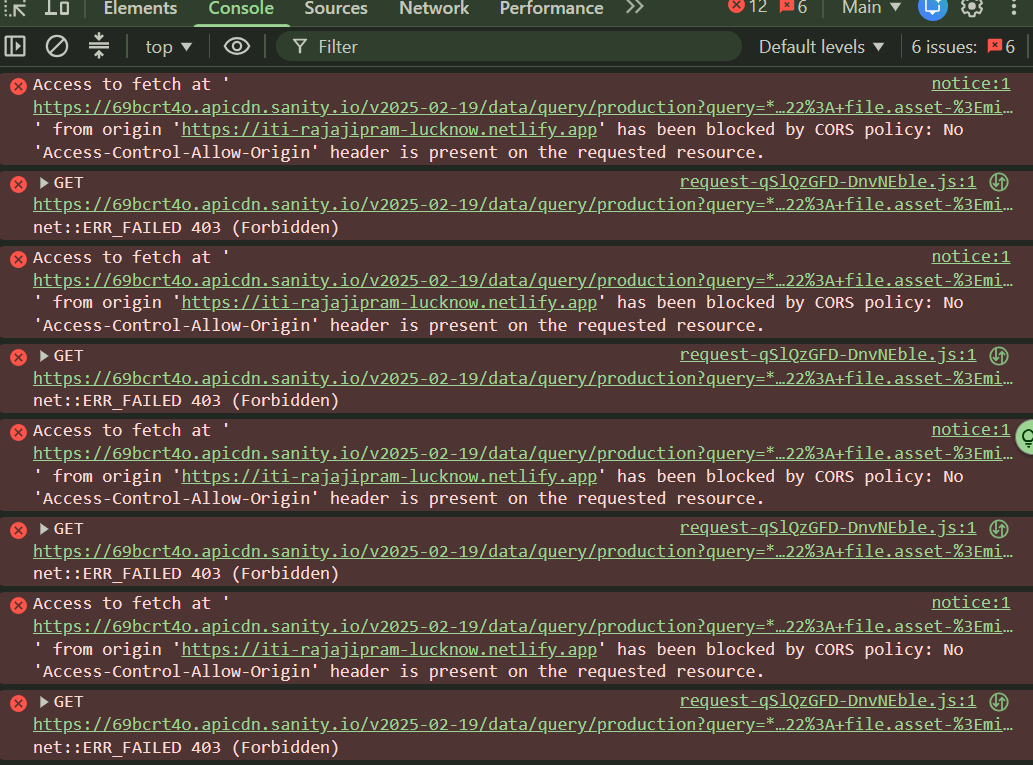 Elements Console Sources Network Performance 12 6 Main
top Filter Default levels 6 issues: 6
Access to fetch at ' notice:1
https://69bcrt4o.apicdn.sanity.io/v2025-02-19/data/query/production?query=*…22%3A+file.asset-%3Emi…
' from origin 'https://iti-rajajipram-lucknow.netlify.app' has been blocked by CORS policy: No
'Access-Control-Allow-Origin' header is present on the requested resource.
GET request-qSlQzGFD-DnvNEble.js:1
https://69bcrt4o.apicdn.sanity.io/v2025-02-19/data/query/production?query=*…22%3A+file.asset-%3Emi…
net::ERR_FAILED 403 (Forbidden)
Access to fetch at ' notice:1
https://69bcrt4o.apicdn.sanity.io/v2025-02-19/data/query/production?query=*…22%3A+file.asset-%3Emi…
' from origin 'https://iti-rajajipram-lucknow.netlify.app' has been blocked by CORS policy: No
'Access-Control-Allow-Origin' header is present on the requested resource.
GET request-qSlQzGFD-DnvNEble.js:1
https://69bcrt4o.apicdn.sanity.io/v2025-02-19/data/query/production?query=*…22%3A+file.asset-%3Emi…
net::ERR_FAILED 403 (Forbidden)
Access to fetch at ' notice:1
https://69bcrt4o.apicdn.sanity.io/v2025-02-19/data/query/production?query=*…22%3A+file.asset-%3Emi…
' from origin 'https://iti-rajajipram-lucknow.netlify.app' has been blocked by CORS policy: No
'Access-Control-Allow-Origin' header is present on the requested resource.
GET request-qSlQzGFD-DnvNEble.js:1
https://69bcrt4o.apicdn.sanity.io/v2025-02-19/data/query/production?query=*…22%3A+file.asset-%3Emi…
net::ERR_FAILED 403 (Forbidden)
Access to fetch at ' notice:1
https://69bcrt4o.apicdn.sanity.io/v2025-02-19/data/query/production?query=*…22%3A+file.asset-%3Emi…
' from origin 'https://iti-rajajipram-lucknow.netlify.app' has been blocked by CORS policy: No
'Access-Control-Allow-Origin' header is present on the requested resource.
GET request-qSlQzGFD-DnvNEble.js:1
https://69bcrt4o.apicdn.sanity.io/v2025-02-19/data/query/production?query=*…22%3A+file.asset-%3Emi…
net::ERR_FAILED 403 (Forbidden)